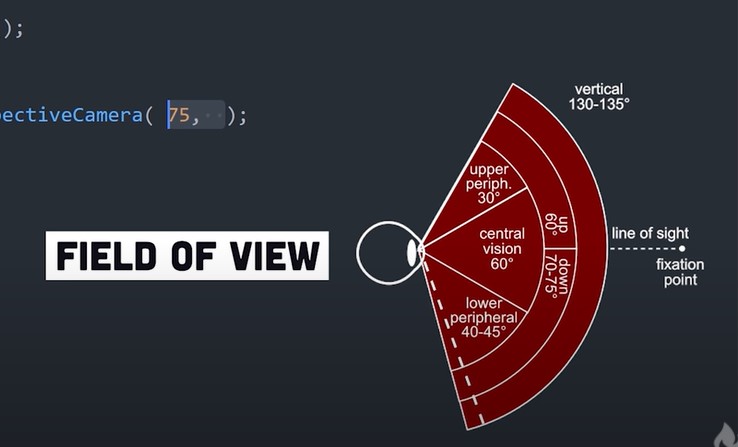 );
ectiveCamera( 75, );
FIELD OF VIEW
vertical
130-135°
upper
periph.
30°
central
vision
60°
up
60°
down
70-75°
lower
peripheral
40-45°
line of sight
fixation
point